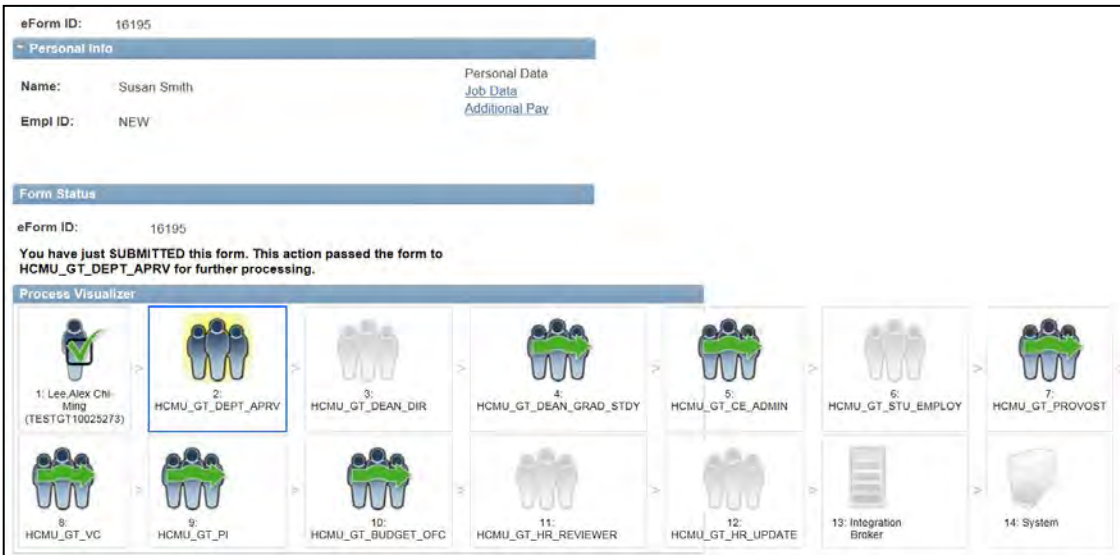 eForm ID: 16195
Personal Info
Name: Susan Smith
Personal Data
Job Data
Additional Pay
Empl ID: NEW
Form Status
eForm ID: 16195
You have just SUBMITTED this form. This action passed the form to
HCMU_GT_DEPT_APRV for further processing.
Process Visualizer
1: Lee,Alex Chi-
Ming
(TESTGT10025273)
2:
HCMU_GT_DEPT_APRV
3:
HCMU_GT_DEAN_DIR
4:
HCMU_GT_DEAN_GRAD_STDY
5:
HCMU_GT_CE_ADMIN
6:
HCMU_GT_STU_EMPLOY
7:
HCMU_GT_PROVOST
8:
HCMU_GT_VC
9:
HCMU_GT_PI
10:
HCMU_GT_BUDGET_OFC
11:
HCMU_GT_HR_REVIEWER
12:
HCMU_GT_HR_UPDATE
13: Integration
Broker
14: System